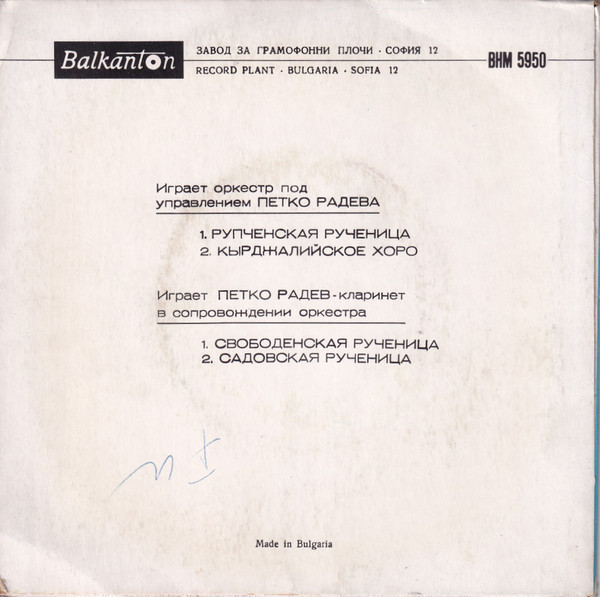 Balkanton
ЗАВОД ЗА ГРАМОФОННИ ПЛОЧИ · СОФИЯ 12
RECORD PLANT · BULGARIA · SOFIA 12
ВНМ 5950
Играет оркестр под
управлением ПЕТКО РАДЕВА
1. РУПЧЕНСКАЯ РУЧЕНИЦА
2. КЫРДЖАЛИЙСКОЕ ХОРО
Играет ПЕТКО РАДЕВ-кларинет
в сопровождении оркестра
1. СВОБОДЕНСКАЯ РУЧЕНИЦА
2. САДОВСКАЯ РУЧЕНИЦА
Made in Bulgaria